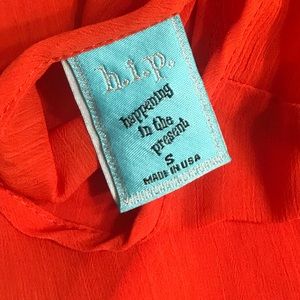 h.i.p.
happening
in the
present
S
MADE IN USA